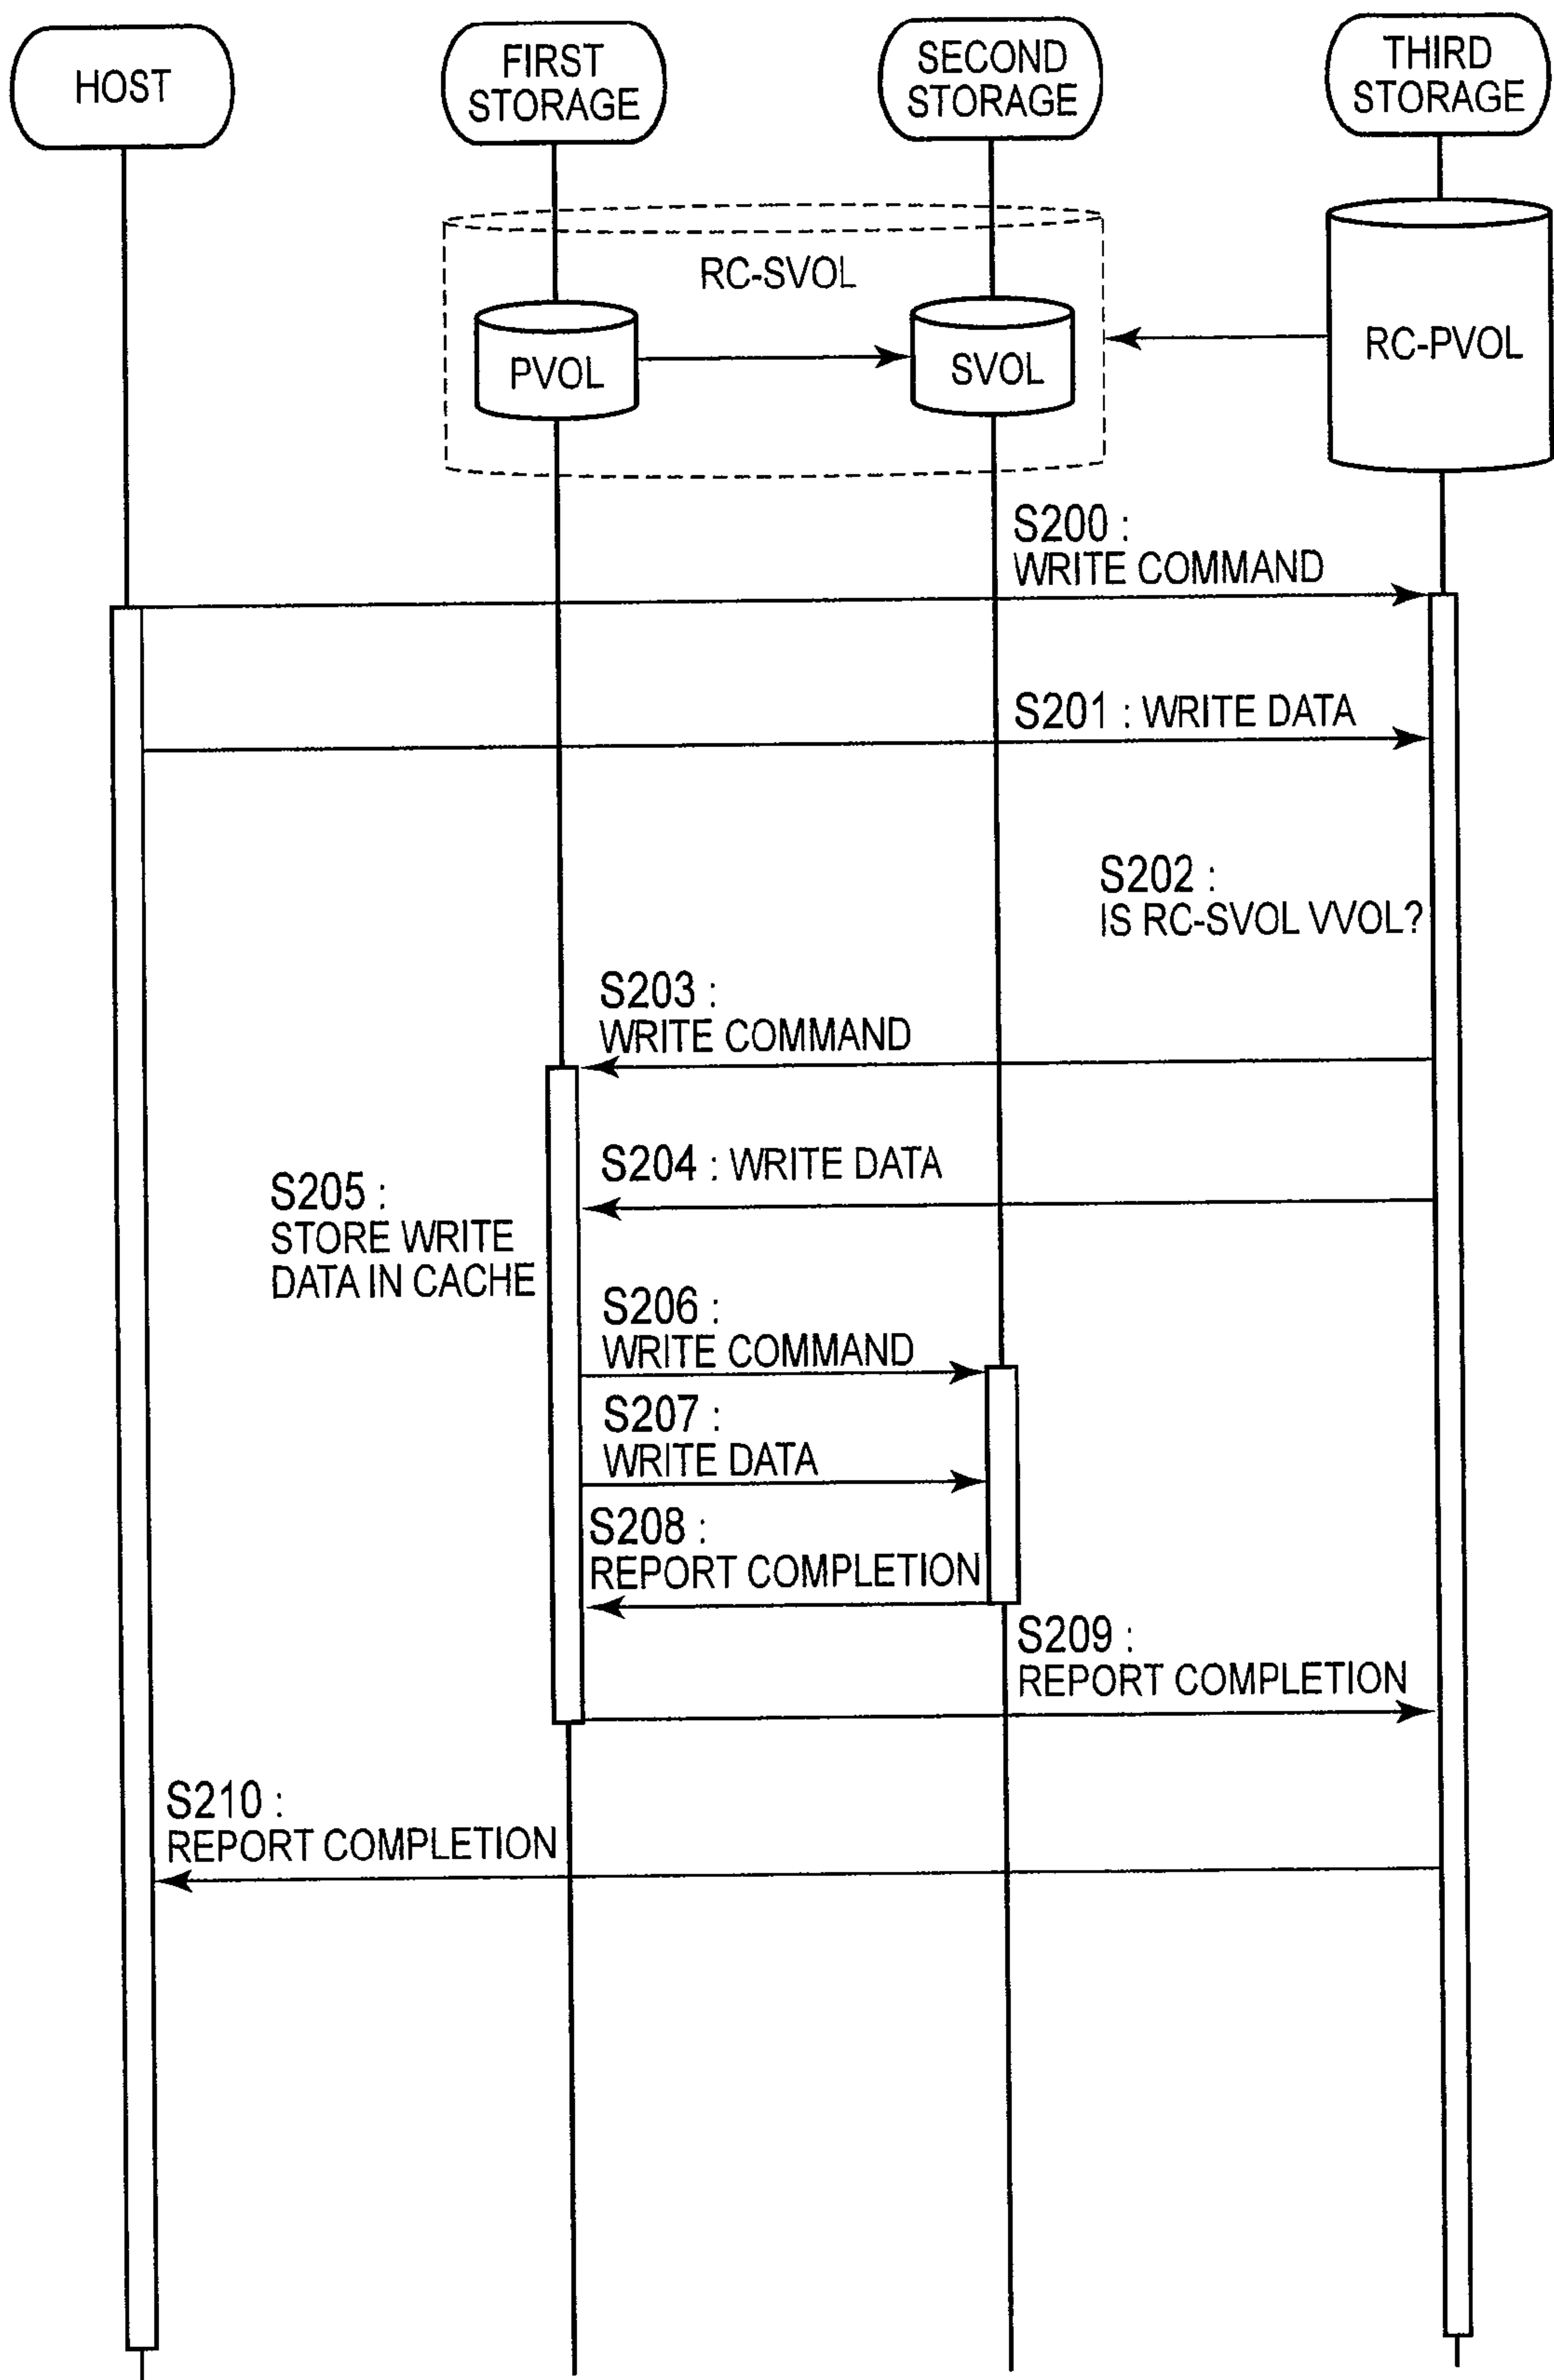 HOST
FIRST
STORAGE
SECOND
STORAGE
THIRD
STORAGE
RC-SVOL
PVOL
SVOL
RC-PVOL
S200 :
WRITE COMMAND
S201 : WRITE DATA
S202 :
IS RC-SVOL VVOL?
S203 :
WRITE COMMAND
S204 : WRITE DATA
S205 :
STORE WRITE
DATA IN CACHE
S206 :
WRITE COMMAND
S207 :
WRITE DATA
S208 :
REPORT COMPLETION
S209 :
REPORT COMPLETION
S210 :
REPORT COMPLETION